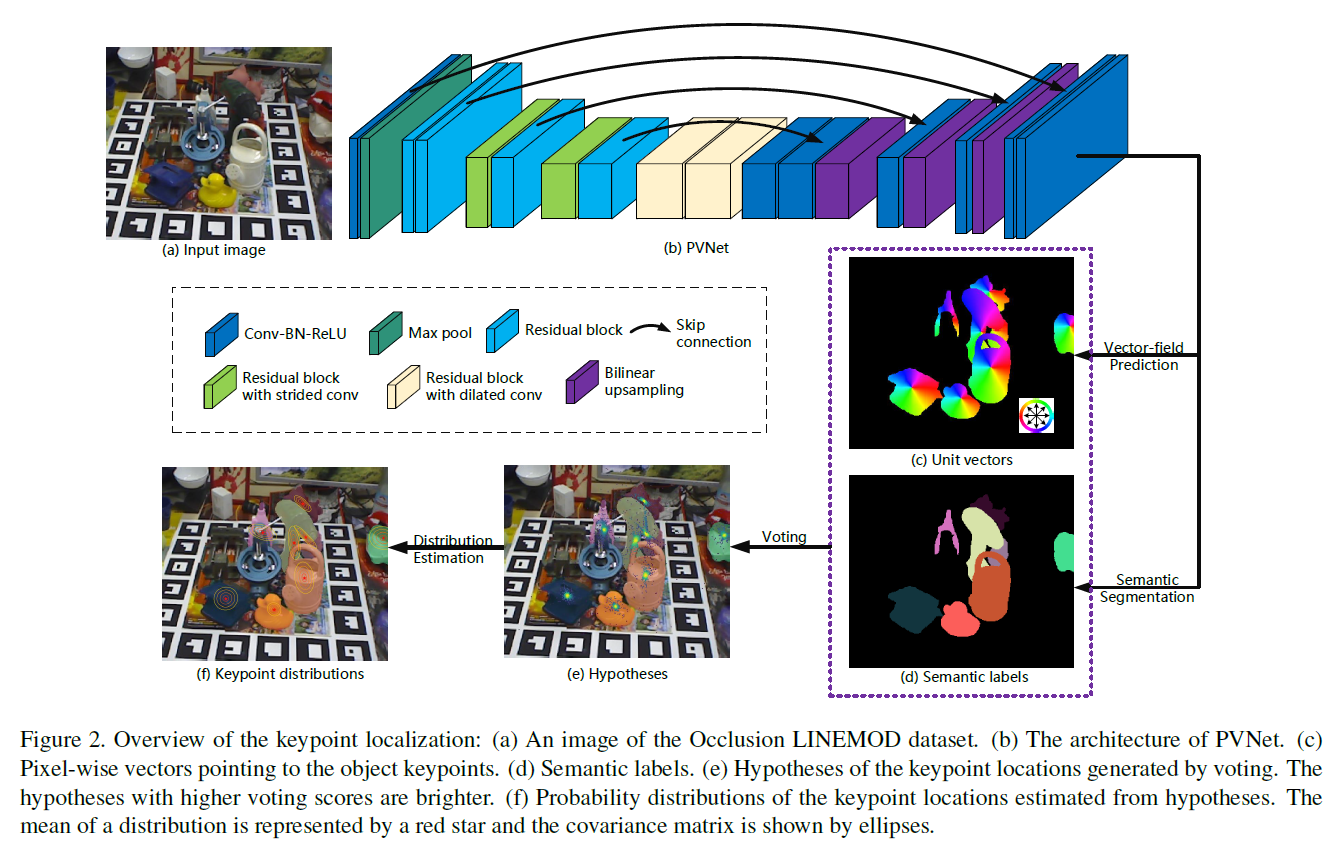 (a) Input image
(b) PVNet
Conv-BN-ReLU
Max pool
Residual block
Skip
connection
Residual block
with strided conv
Residual block
with dilated conv
Bilinear
upsampling
Vector-field
Prediction
(c) Unit vectors
Semantic
Segmentation
(d) Semantic labels
Voting
(e) Hypotheses
Distribution
Estimation
(f) Keypoint distributions
Figure 2. Overview of the keypoint localization: (a) An image of the Occlusion LINEMOD dataset. (b) The architecture of PVNet. (c)
Pixel-wise vectors pointing to the object keypoints. (d) Semantic labels. (e) Hypotheses of the keypoint locations generated by voting. The
hypotheses with higher voting scores are brighter. (f) Probability distributions of the keypoint locations estimated from hypotheses. The
mean of a distribution is represented by a red star and the covariance matrix is shown by ellipses.